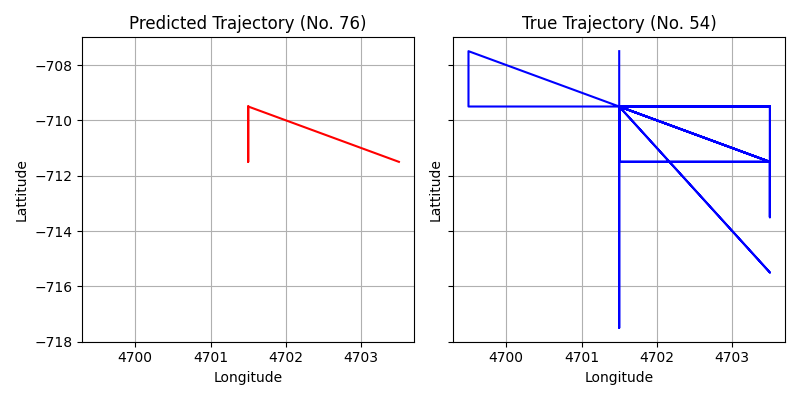 Predicted Trajectory (No. 76)
True Trajectory (No. 54)
Lattitude
−708
−710
−712
−714
−716
−718
4700
4701
4702
4703
Longitude
Lattitude
4700
4701
4702
4703
Longitude